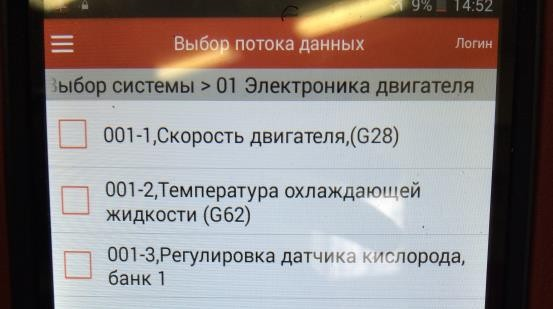 9% 14:52
Выбор потока данных
Логин
Выбор системы > 01 Электроника двигателя
001-1,Скорость двигателя,(G28)
001-2,Температура охлаждающей
жидкости (G62)
001-3,Регулировка датчика кислорода,
банк 1